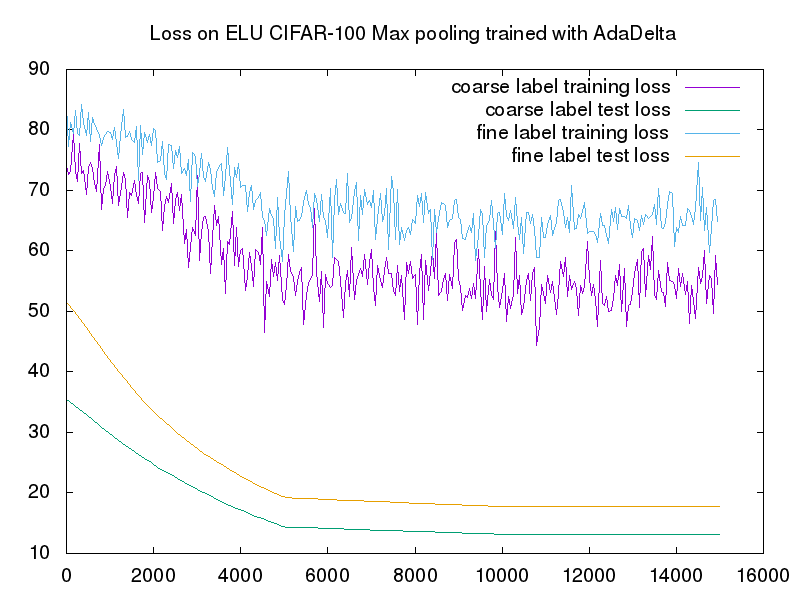 Loss on ELU CIFAR-100 Max pooling trained with AdaDelta
90
80
70
60
50
40
30
20
10
coarse label training loss
coarse label test loss
fine label training loss
fine label test loss
0 2000 4000 6000 8000 10000 12000 14000 16000